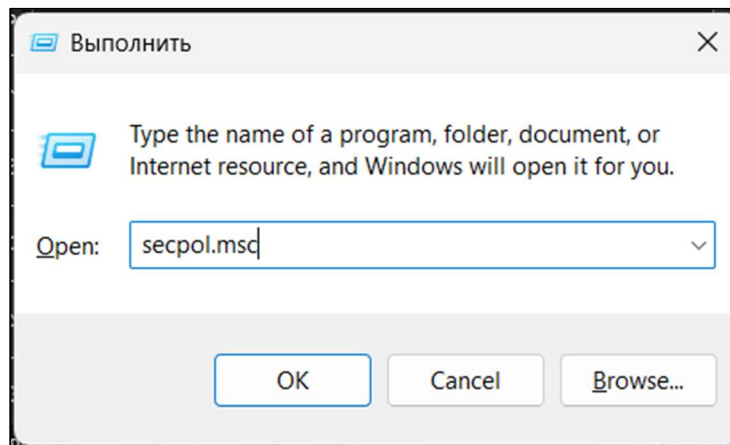 Выполнить
Type the name of a program, folder, document, or
Internet resource, and Windows will open it for you.
Open: secpol.msc
OK Cancel Browse...